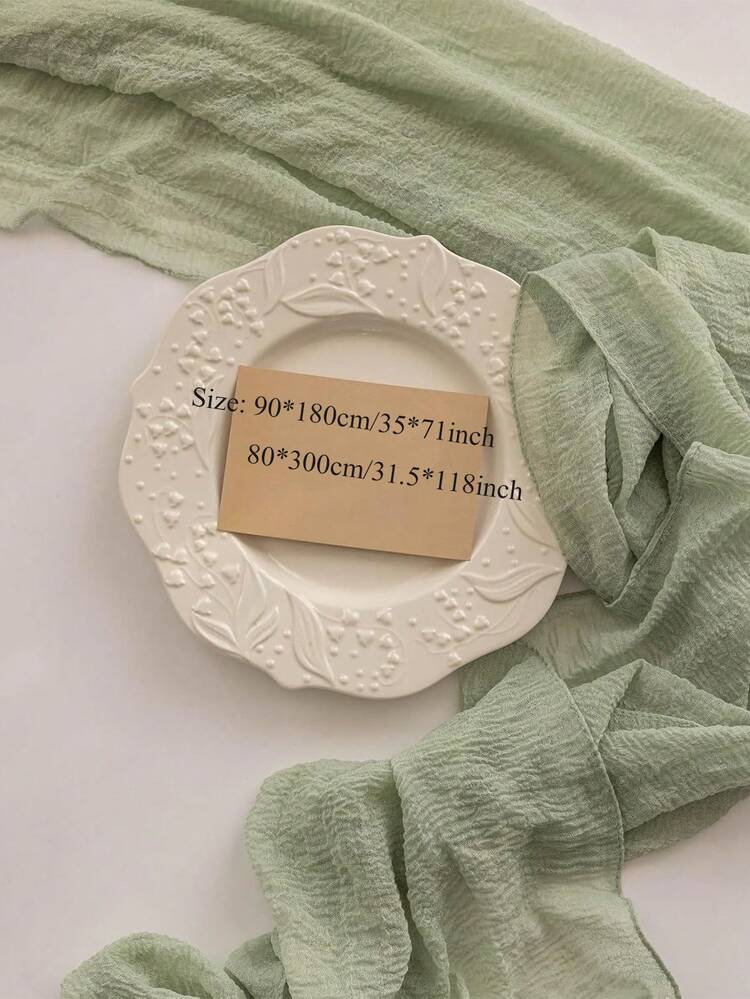 Size: 90*180cm/35*71inch
80*300cm/31.5*118inch